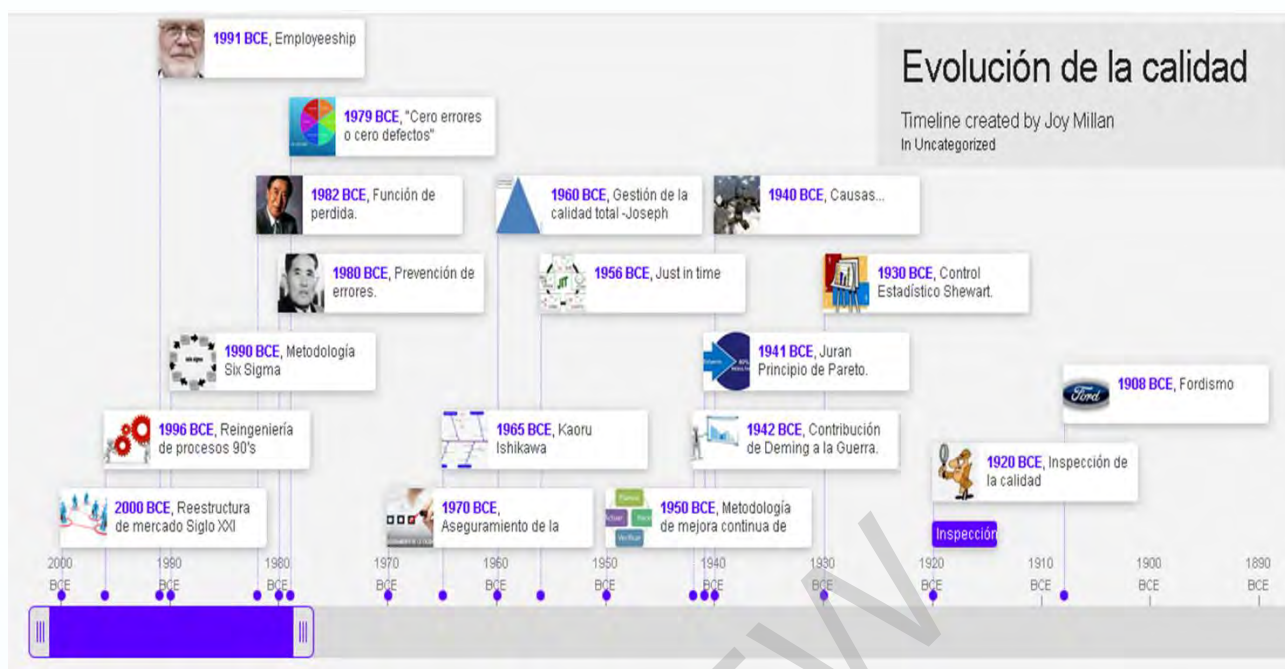 Evolución de la calidad
Timeline created by Joy Millan
In Uncategorized
1991 BCE, Employeeship
1979 BCE, "Cero errores
o cero defectos"
1982 BCE, Función de
perdida.
1960 BCE, Gestión de la
calidad total -Joseph
1940 BCE, Causas...
1980 BCE, Prevención de
errores.
1956 BCE, Just in time
JIT
1930 BCE, Control
Estadístico Shewart.
1990 BCE, Metodología
Six Sigma
1941 BCE, Juran
Principio de Pareto.
1908 BCE, Fordismo
Ford
1996 BCE, Reingeniería
de procesos 90's
1965 BCE, Kaoru
Ishikawa
1942 BCE, Contribución
de Deming a la Guerra.
1920 BCE, Inspección de
la calidad
2000 BCE, Reestructura
de mercado Siglo XXI
1970 BCE,
Aseguramiento de la
1950 BCE, Metodología
de mejora continua de
Verificar
Inspección
2000 BCE
1990 BCE
1980 BCE
1970 BCE
1960 BCE
1950 BCE
1940 BCE
1930 BCE
1920 BCE
1910 BCE
1900 BCE
1890 BCE